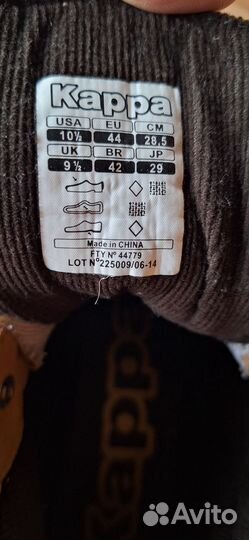 Kappa
USA EU CM
10½ 44 28.5
UK BR JP
9½ 42 29
Made in CHINA
FTY Nº 44779
LOT Nº225009/06-14
Kappa
Avito